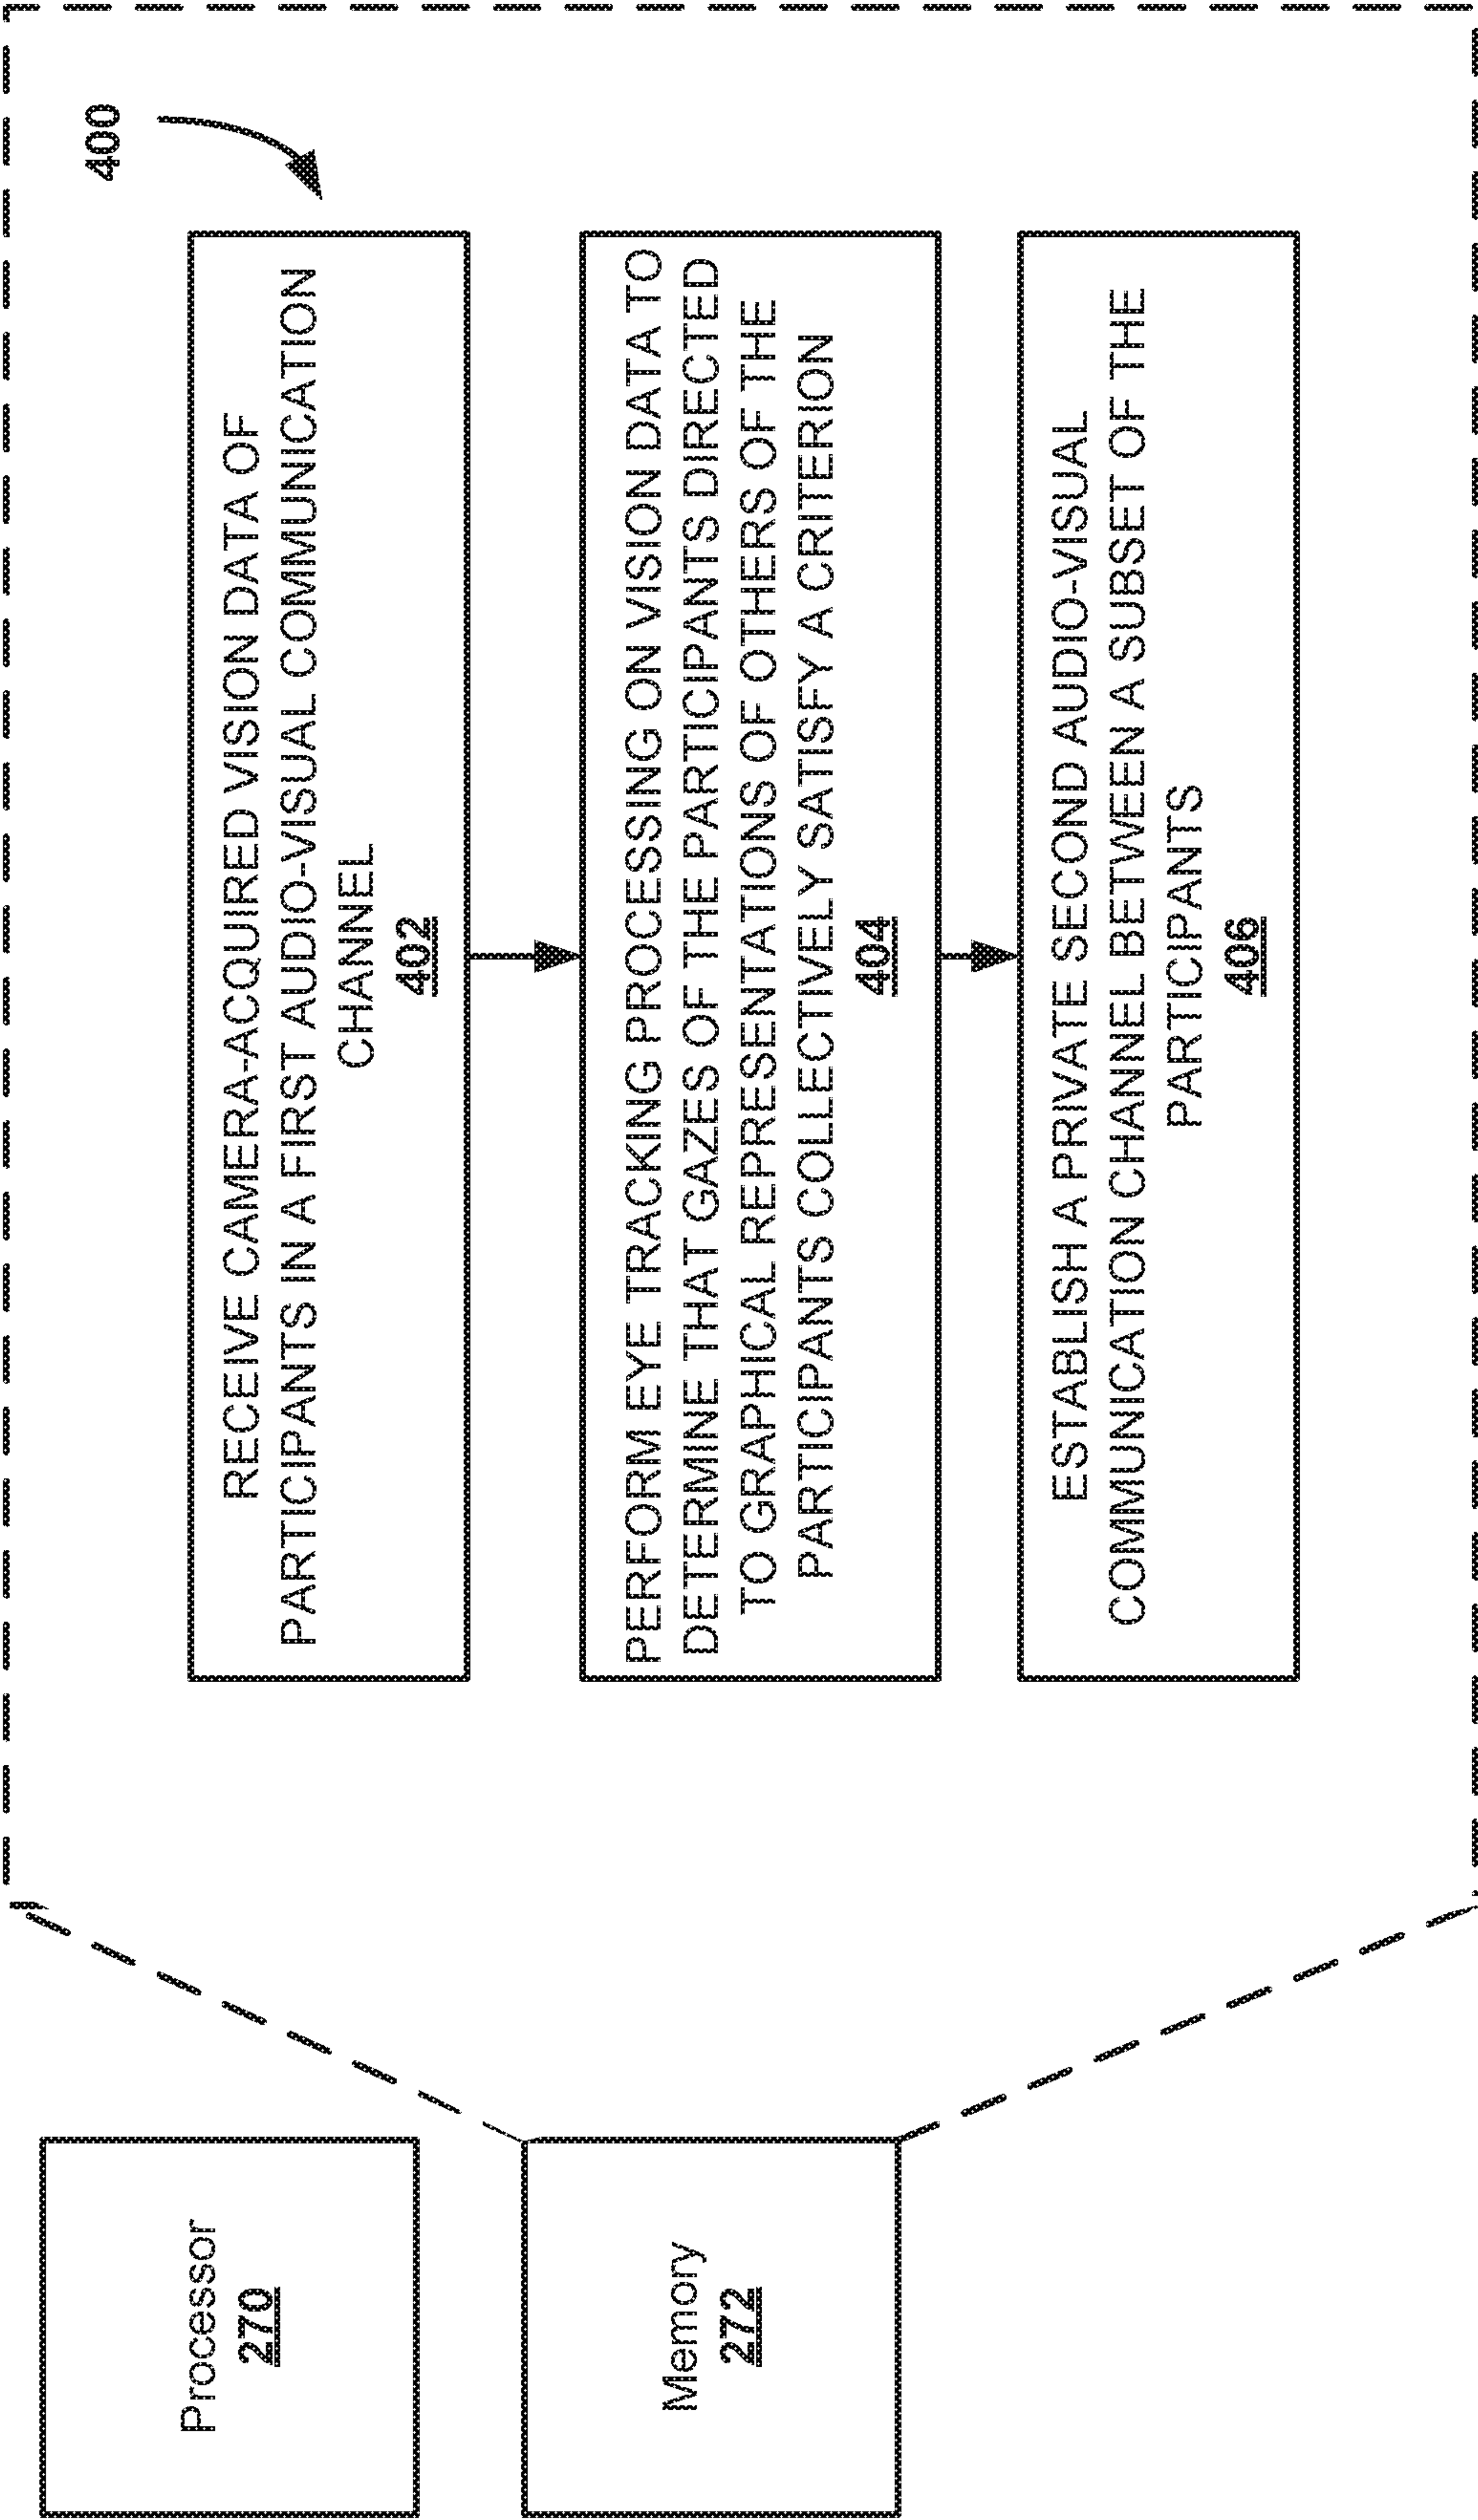 Processor
270
Memory
272
400
RECEIVE CAMERA-ACQUIRED VISION DATA OF
PARTICIPANTS IN A FIRST AUDIO-VISUAL COMMUNICATION
CHANNEL
402
PERFORM EYE TRACKING PROCESSING ON VISION DATA TO
DETERMINE THAT GAZES OF THE PARTICIPANTS DIRECTED
TO GRAPHICAL REPRESENTATIONS OF OTHERS OF THE
PARTICIPANTS COLLECTIVELY SATISFY A CRITERION
404
ESTABLISH A PRIVATE SECOND AUDIO-VISUAL
COMMUNICATION CHANNEL BETWEEN A SUBSET OF THE
PARTICIPANTS
406